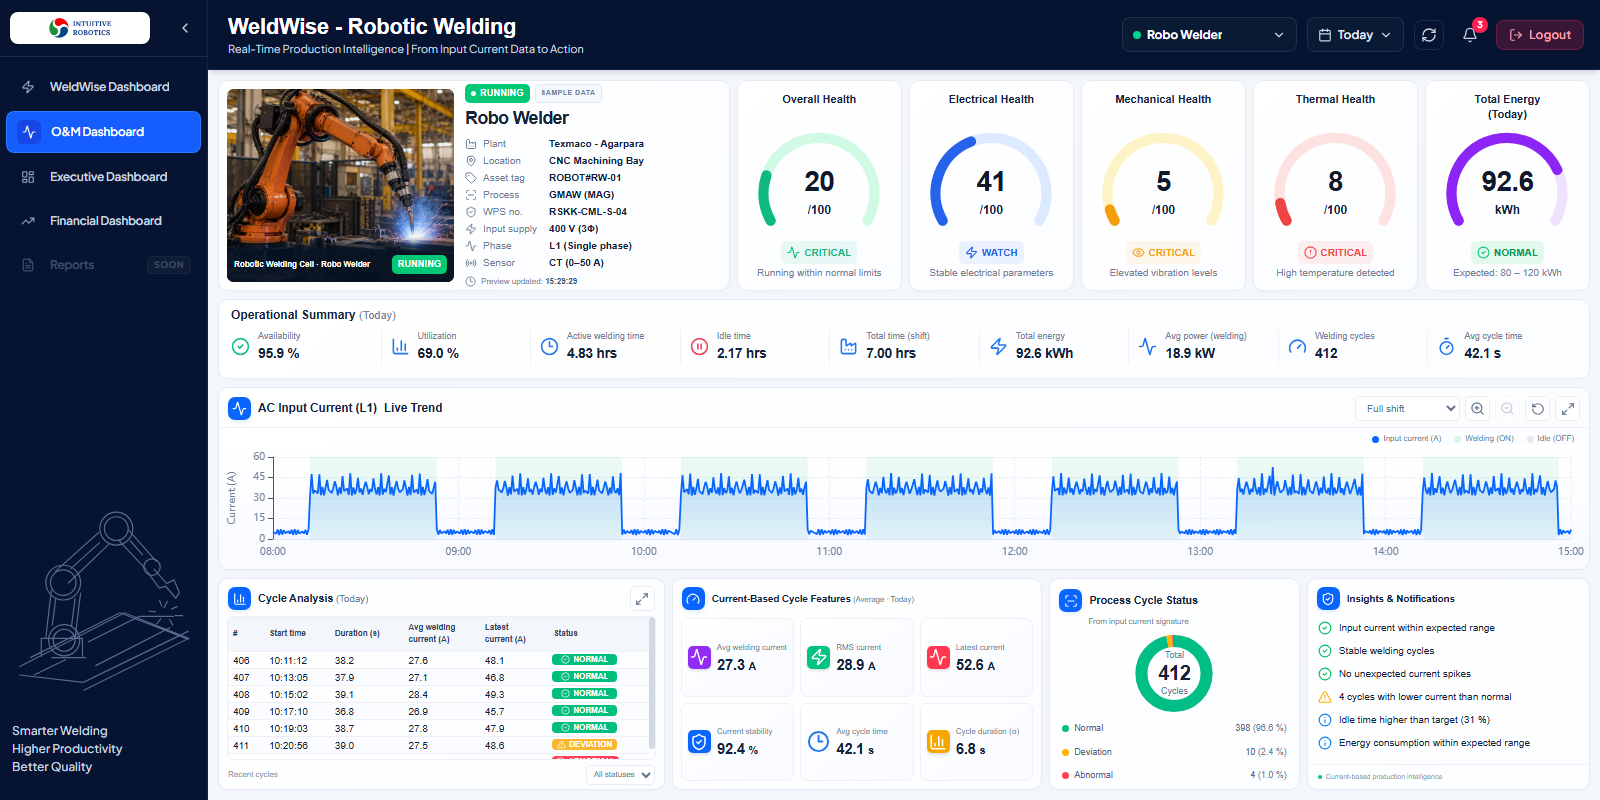 INTUITIVE
ROBOTICS
WeldWise Dashboard
O&M Dashboard
Executive Dashboard
Financial Dashboard
Reports
SOON
Smarter Welding
Higher Productivity
Better Quality
WeldWise - Robotic Welding
Real-Time Production Intelligence | From Input Current Data to Action
Robo Welder
Today
3
Logout
Robotic Welding Cell - Robo Welder
RUNNING
RUNNING
SAMPLE DATA
Robo Welder
Plant Texmaco - Agarpara
Location CNC Machining Bay
Asset tag ROBOT#RW-01
Process GMAW (MAG)
WPS no. RSKK-CML-S-04
Input supply 400 V (3Φ)
Phase L1 (Single phase)
Sensor CT (0–50 A)
Preview updated: 15:29:29
Overall Health
20
/100
CRITICAL
Running within normal limits
Electrical Health
41
/100
WATCH
Stable electrical parameters
Mechanical Health
5
/100
CRITICAL
Elevated vibration levels
Thermal Health
8
/100
CRITICAL
High temperature detected
Total Energy
(Today)
92.6
kWh
NORMAL
Expected: 80 – 120 kWh
Operational Summary (Today)
Availability
95.9 %
Utilization
69.0 %
Active welding time
4.83 hrs
Idle time
2.17 hrs
Total time (shift)
7.00 hrs
Total energy
92.6 kWh
Avg power (welding)
18.9 kW
Welding cycles
412
Avg cycle time
42.1 s
AC Input Current (L1) Live Trend
Full shift
Input current (A) Welding (ON) Idle (OFF)
Current (A)
60
45
30
15
0
08:00 09:00 10:00 11:00 12:00 13:00 14:00 15:00
Cycle Analysis (Today)
# Start time Duration (s) Avg welding current (A) Latest current (A) Status
406 10:11:12 38.2 27.6 48.1 NORMAL
407 10:13:05 37.9 27.1 46.8 NORMAL
408 10:15:02 39.1 28.4 49.3 NORMAL
409 10:17:10 36.8 26.9 45.7 NORMAL
410 10:19:03 38.7 27.8 47.9 NORMAL
411 10:20:56 39.0 27.5 48.6 DEVIATION
Recent cycles
All statuses
Current-Based Cycle Features (Average · Today)
Avg welding current
27.3 A
RMS current
28.9 A
Latest current
52.6 A
Current stability
92.4 %
Avg cycle time
42.1 s
Cycle duration (σ)
6.8 s
Process Cycle Status
From input current signature
Total
412
Cycles
Normal 398 (96.6 %)
Deviation 10 (2.4 %)
Abnormal 4 (1.0 %)
Insights & Notifications
Input current within expected range
Stable welding cycles
No unexpected current spikes
4 cycles with lower current than normal
Idle time higher than target (31 %)
Energy consumption within expected range
Current-based production intelligence